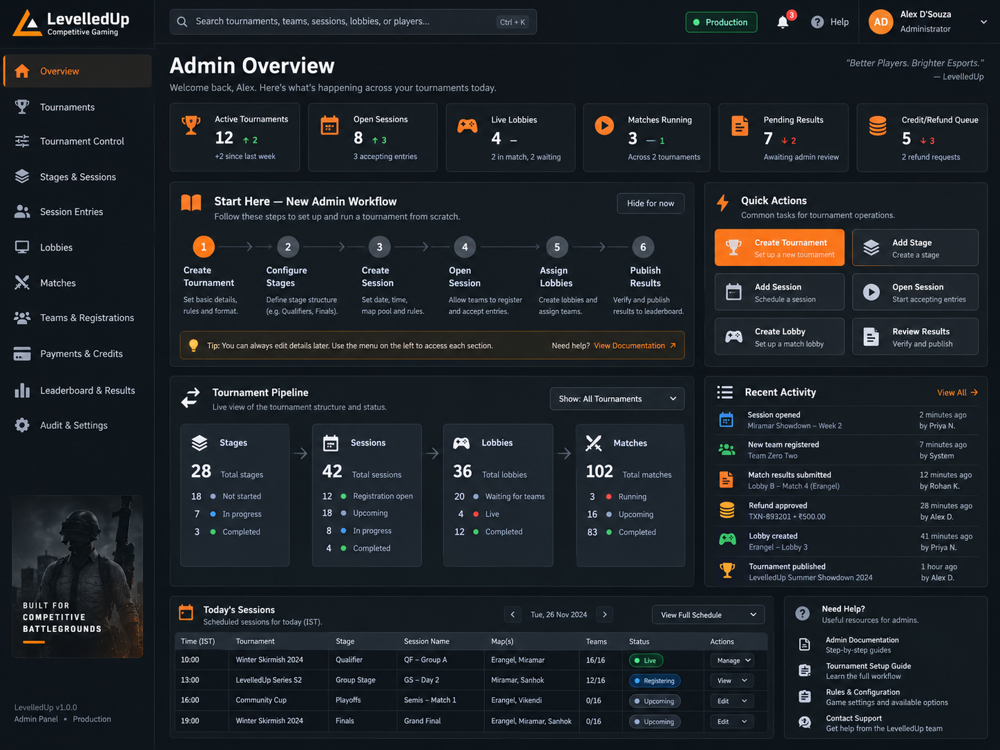 LevelledUp
Competitive Gaming
Search tournaments, teams, sessions, lobbies, or players...
Ctrl + K
Production
3
Help
AD
Alex D'Souza
Administrator
Overview
Tournaments
Tournament Control
Stages & Sessions
Session Entries
Lobbies
Matches
Teams & Registrations
Payments & Credits
Leaderboard & Results
Audit & Settings
BUILT FOR
COMPETITIVE
BATTLEGROUNDS
LevelledUp v1.0.0
Admin Panel • Production
Admin Overview
Welcome back, Alex. Here's what's happening across your tournaments today.
“Better Players. Brighter Esports.”
— LevelledUp
Active Tournaments
12 ↑ 2
+2 since last week
Open Sessions
8 ↑ 3
3 accepting entries
Live Lobbies
4 –
2 in match, 2 waiting
Matches Running
3 — 1
Across 2 tournaments
Pending Results
7 ↓ 2
Awaiting admin review
Credit/Refund Queue
5 ↓ 3
2 refund requests
Start Here — New Admin Workflow
Follow these steps to set up and run a tournament from scratch.
Hide for now
1
Create
Tournament
Set basic details,
rules and format.
2
Configure
Stages
Define stage structure
(e.g. Qualifiers, Finals).
3
Create
Session
Set date, time,
map pool and rules.
4
Open
Session
Allow teams to register
and accept entries.
5
Assign
Lobbies
Create lobbies and
assign teams.
6
Publish
Results
Verify and publish
results to leaderboard.
Tip: You can always edit details later. Use the menu on the left to access each section.
Need help? View Documentation ↗
Quick Actions
Common tasks for tournament operations.
Create Tournament
Set up a new tournament
Add Stage
Create a stage
Add Session
Schedule a session
Open Session
Start accepting entries
Create Lobby
Set up a match lobby
Review Results
Verify and publish
Tournament Pipeline
Live view of the tournament structure and status.
Show: All Tournaments
Stages
28 Total stages
18 Not started
7 In progress
3 Completed
Sessions
42 Total sessions
12 Registration open
18 Upcoming
8 In progress
4 Completed
Lobbies
36 Total lobbies
20 Waiting for teams
4 Live
12 Completed
Matches
102 Total matches
3 Running
16 Upcoming
83 Completed
Recent Activity
View All →
Session opened 2 minutes ago
Miramar Showdown – Week 2 by Priya N.
New team registered 7 minutes ago
Team Zero Two by System
Match results submitted 12 minutes ago
Lobby B – Match 4 (Erangel) by Rohan K.
Refund approved 28 minutes ago
TXN-893201 • ₹500.00 by Alex D.
Lobby created 41 minutes ago
Erangel – Lobby 3 by Priya N.
Tournament published 1 hour ago
LevelledUp Summer Showdown 2024 by Alex D.
Today's Sessions
Scheduled sessions for today (IST).
Tue, 26 Nov 2024
View Full Schedule
Time (IST) Tournament Stage Session Name Map(s) Teams Status Actions
10:00 Winter Skirmish 2024 Qualifier QF – Group A Erangel, Miramar 16/16 Live Manage
13:00 LevelledUp Series S2 Group Stage GS – Day 2 Miramar, Sanhok 12/16 Registering View
16:00 Community Cup Playoffs Semis – Match 1 Erangel, Vikendi 0/16 Upcoming Edit
19:00 Winter Skirmish 2024 Finals Grand Final Erangel, Miramar, Sanhok 0/16 Upcoming Edit
Need Help?
Useful resources for admins.
Admin Documentation
Step-by-step guides
Tournament Setup Guide
Learn the full workflow
Rules & Configuration
Game settings and available options
Contact Support
Get help from the LevelledUp team